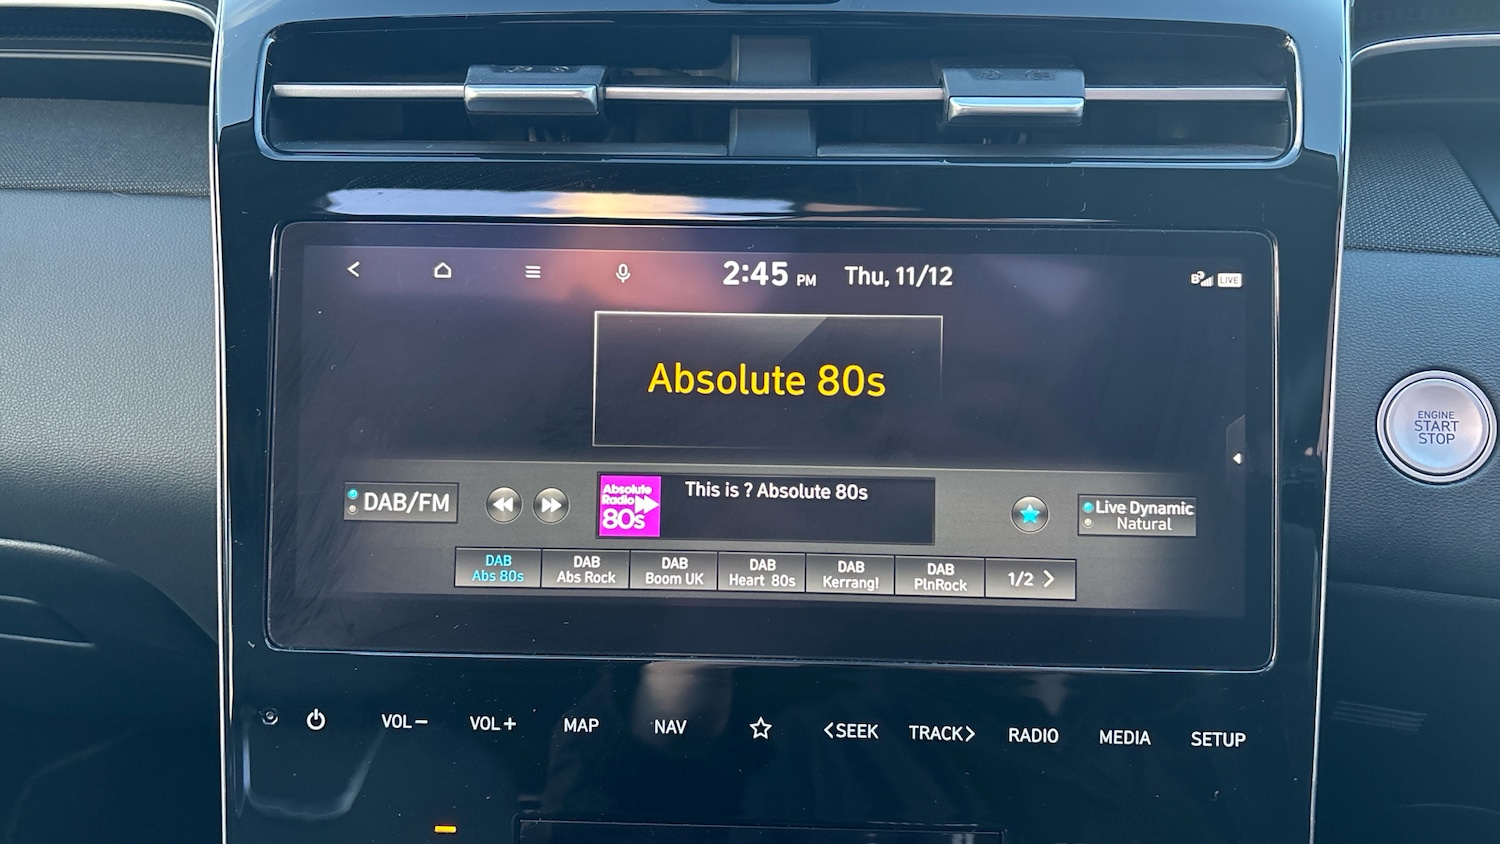 2:45 PM Thu, 11/12
LIVE
Absolute 80s
DAB/FM
Absolute
Radio
80s
This is ? Absolute 80s
Live Dynamic
Natural
DAB
Abs 80s
DAB
Abs Rock
DAB
Boom UK
DAB
Heart 80s
DAB
Kerrang!
DAB
PlnRock
1/2 >
ENGINE
START
STOP
VOL− VOL+ MAP NAV <SEEK TRACK> RADIO MEDIA SETUP